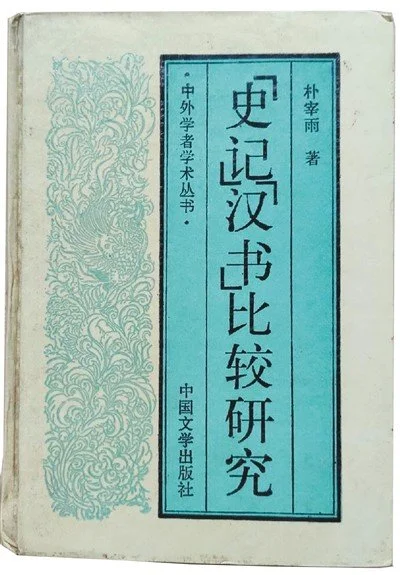 朴宰雨 著
「史记」「汉书」比较研究
·中外学者学术丛书·
中国文学出版社